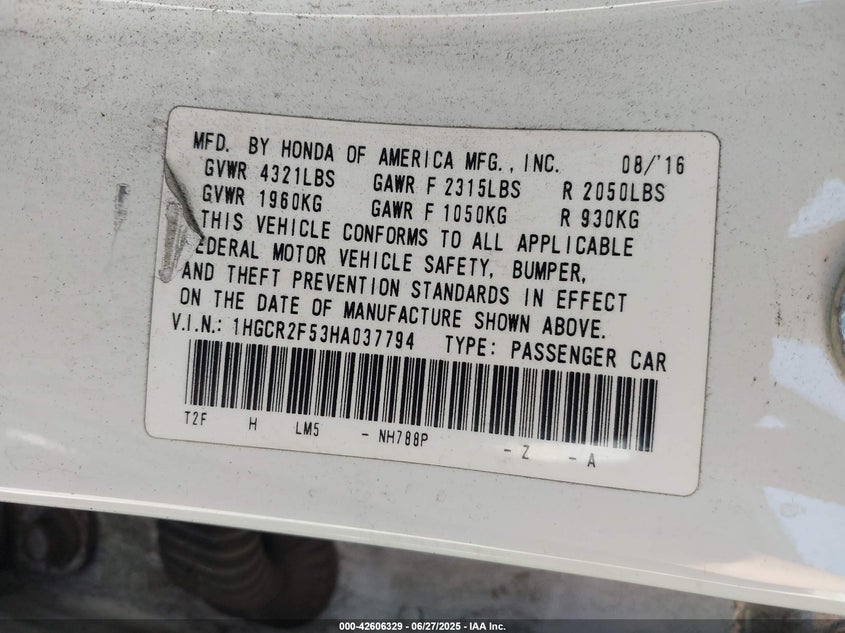 MFD. BY HONDA OF AMERICA MFG., INC. 08/'16
GVWR 4321LBS GAWR F 2315LBS R 2050LBS
GVWR 1960KG GAWR F 1050KG R 930KG
THIS VEHICLE CONFORMS TO ALL APPLICABLE
FEDERAL MOTOR VEHICLE SAFETY, BUMPER,
AND THEFT PREVENTION STANDARDS IN EFFECT
ON THE DATE OF MANUFACTURE SHOWN ABOVE.
V.I.N.: 1HGCR2F53HA037794 TYPE: PASSENGER CAR
T2F H LM5 - NH788P - Z - A
000-42606329 - 06/27/2025 - IAA Inc.